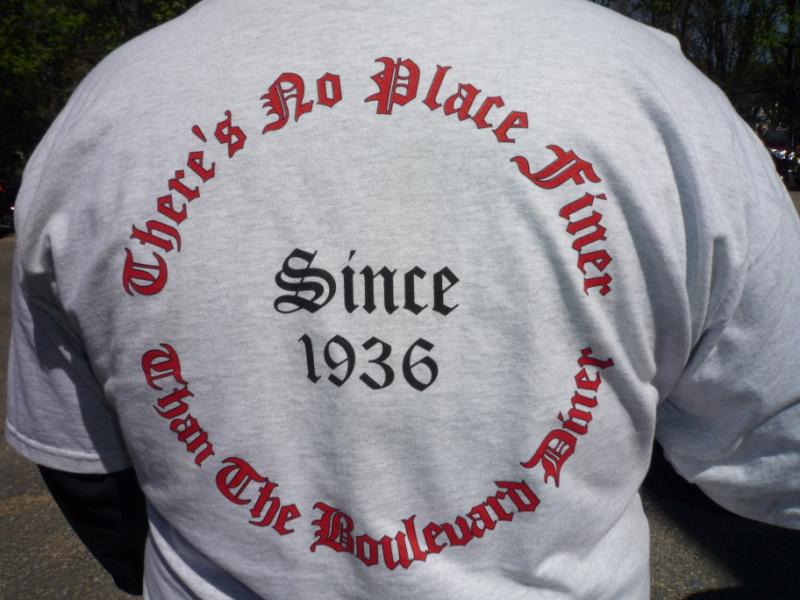 There's No Place Finer
Since
1936
Than The Boulevard Diner